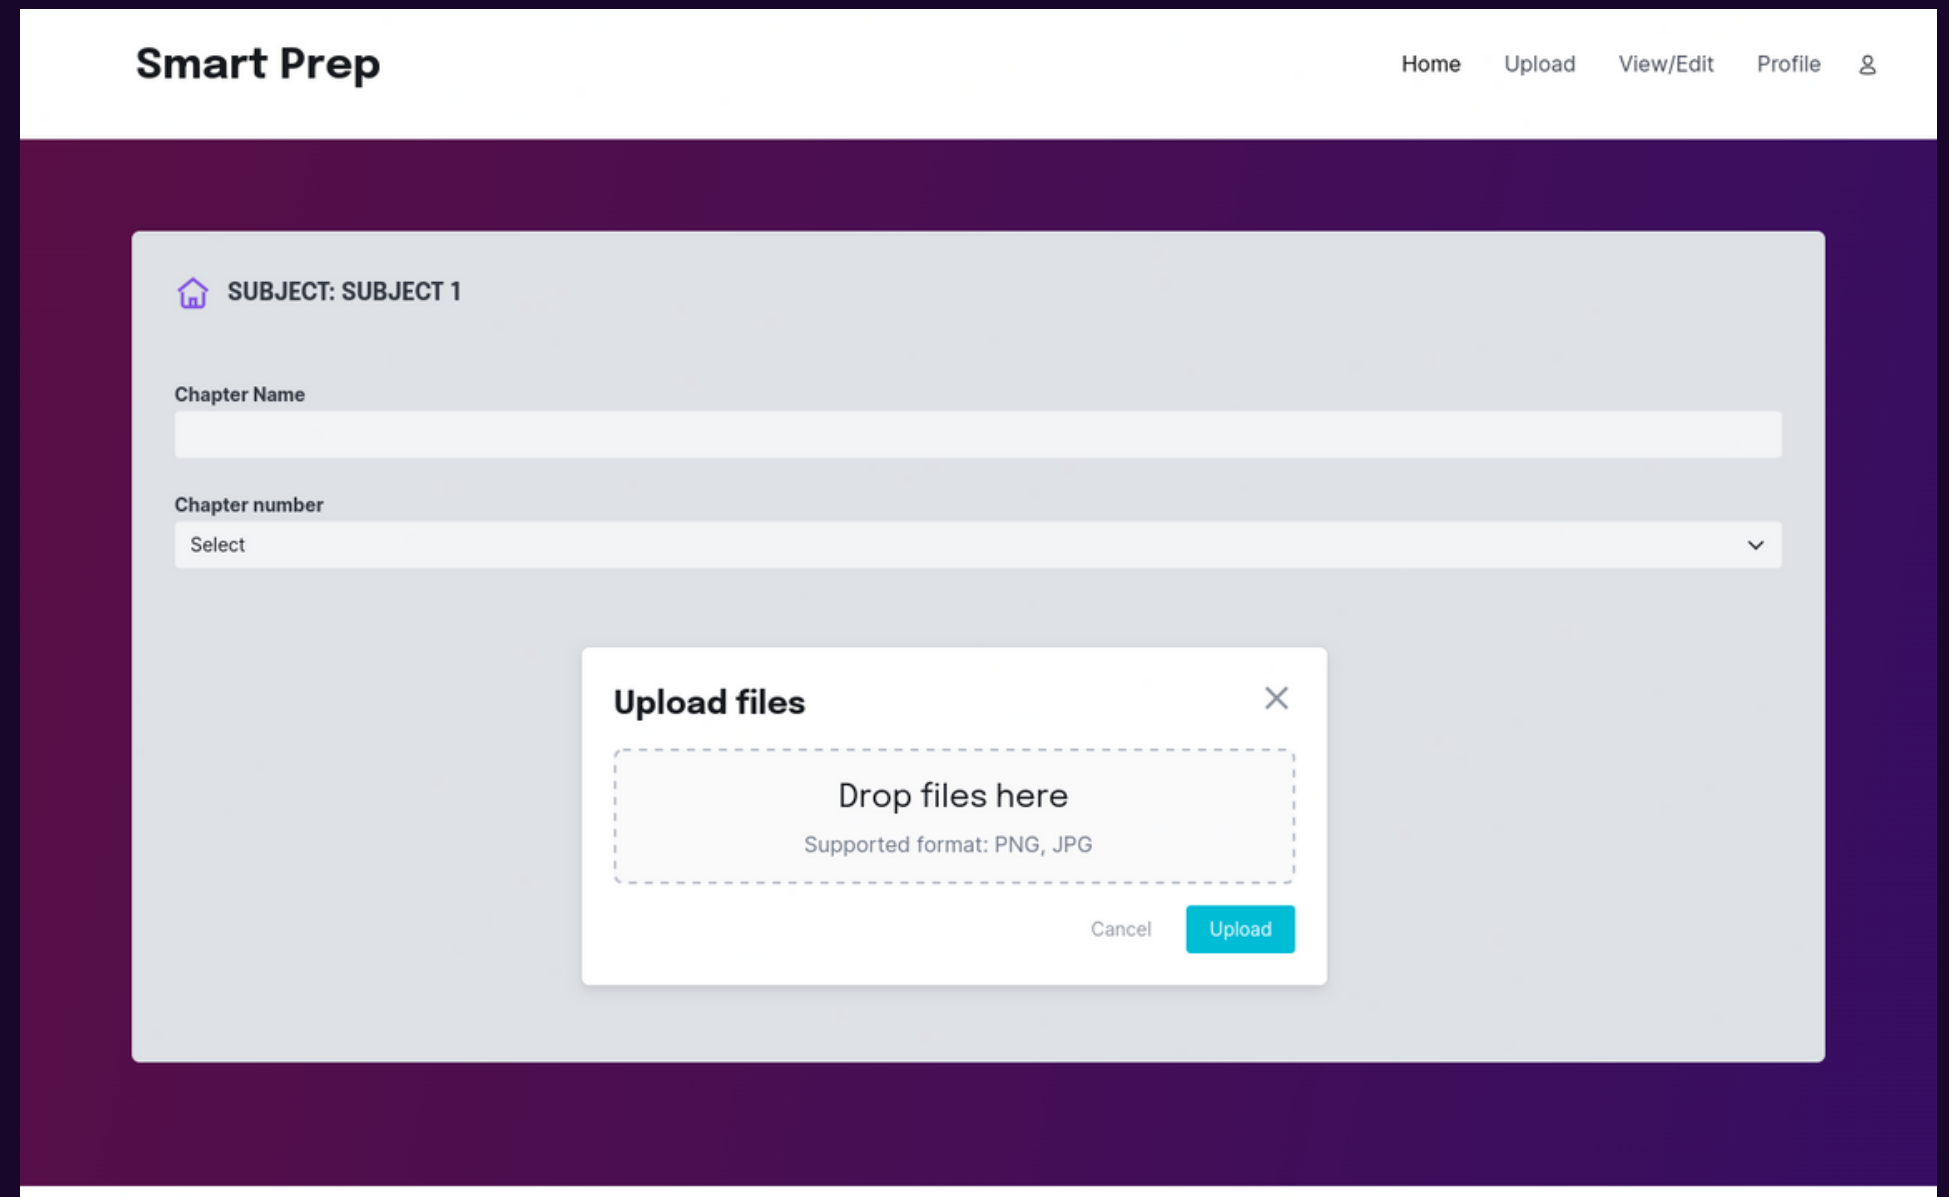 Smart Prep
Home Upload View/Edit Profile
SUBJECT: SUBJECT 1
Chapter Name
Chapter number
Select
Upload files
Drop files here
Supported format: PNG, JPG
Cancel Upload